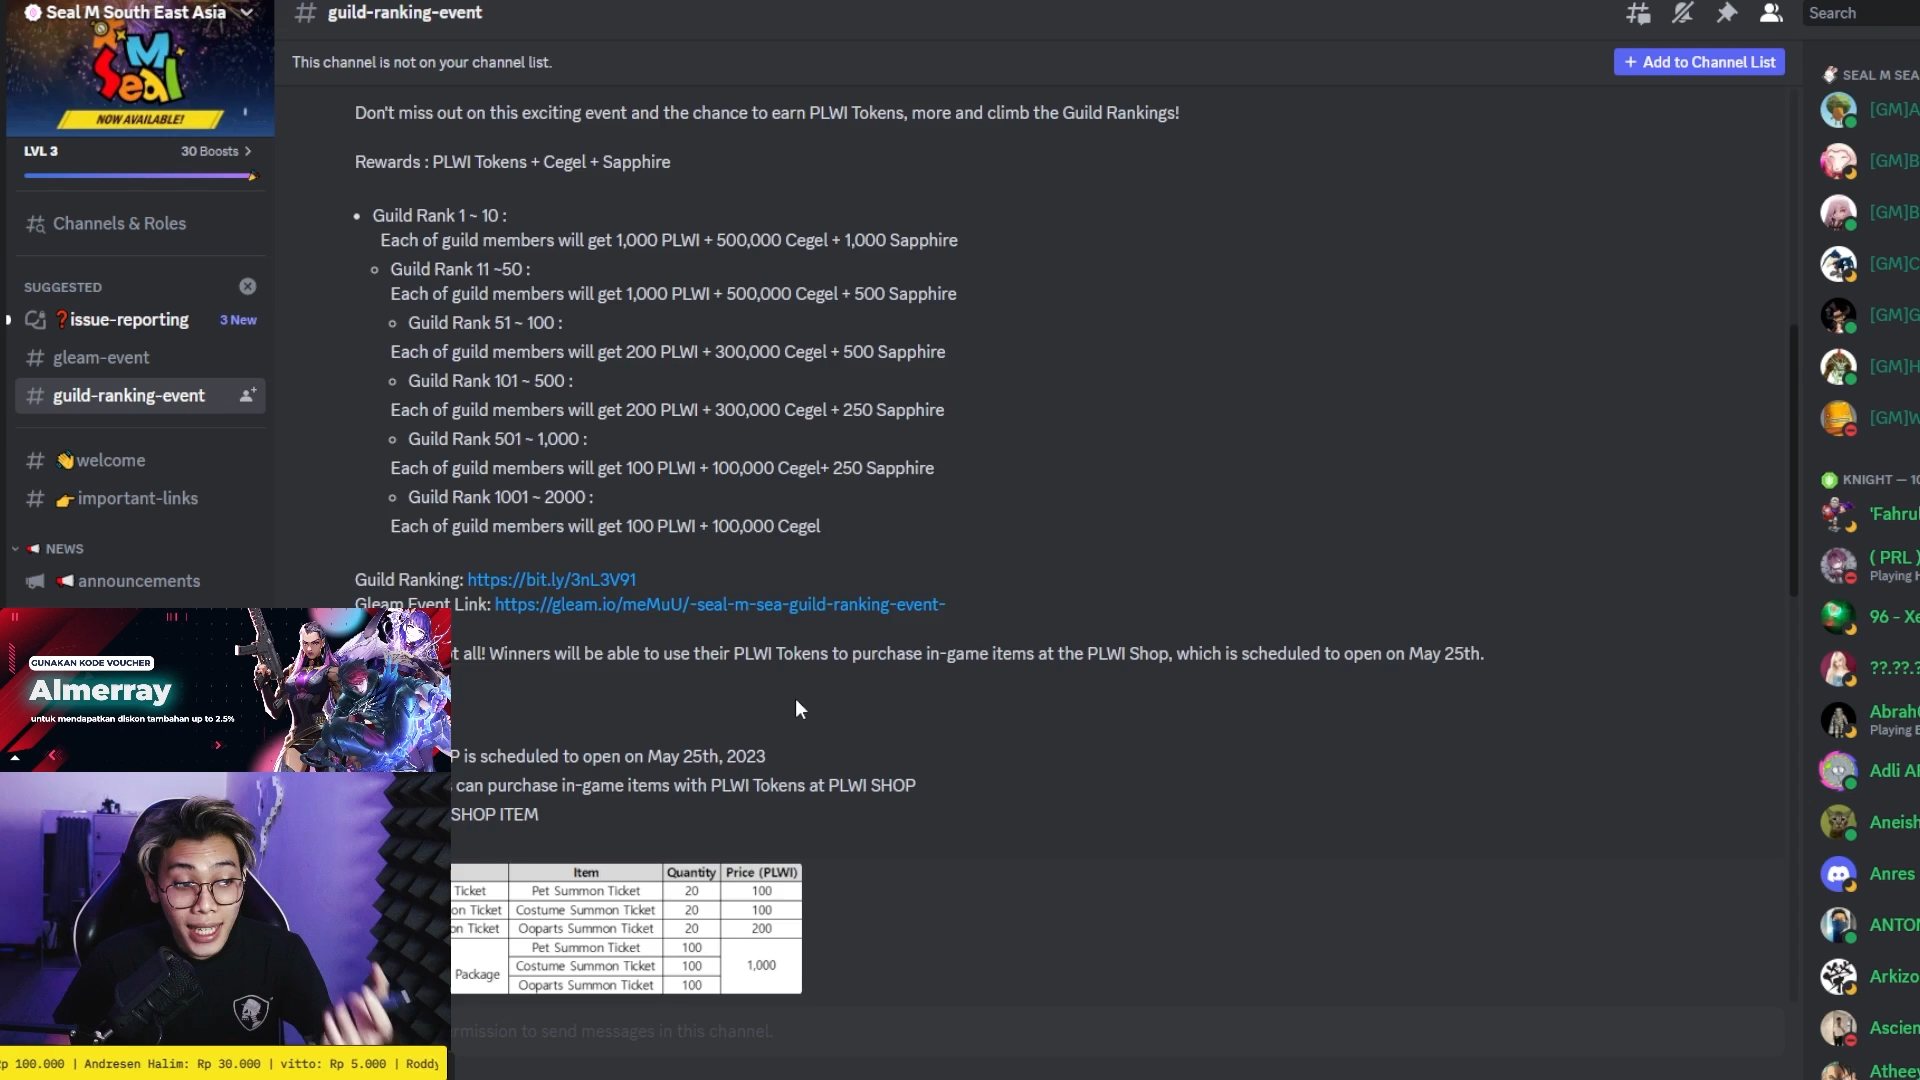 Seal M South East Asia
M
Seal
NOW AVAILABLE!
LVL 3
30 Boosts
Channels & Roles
SUGGESTED
issue-reporting
3 New
gleam-event
guild-ranking-event
welcome
important-links
NEWS
announcements
guild-ranking-event
Search
This channel is not on your channel list.
+ Add to Channel List
Don't miss out on this exciting event and the chance to earn PLWI Tokens, more and climb the Guild Rankings!
Rewards : PLWI Tokens + Cegel + Sapphire
• Guild Rank 1 ~ 10 :
Each of guild members will get 1,000 PLWI + 500,000 Cegel + 1,000 Sapphire
Guild Rank 11 ~50 :
Each of guild members will get 1,000 PLWI + 500,000 Cegel + 500 Sapphire
Guild Rank 51 ~ 100 :
Each of guild members will get 200 PLWI + 300,000 Cegel + 500 Sapphire
Guild Rank 101 ~ 500 :
Each of guild members will get 200 PLWI + 300,000 Cegel + 250 Sapphire
Guild Rank 501 ~ 1,000 :
Each of guild members will get 100 PLWI + 100,000 Cegel+ 250 Sapphire
Guild Rank 1001 ~ 2000 :
Each of guild members will get 100 PLWI + 100,000 Cegel
Guild Ranking: https://bit.ly/3nL3V91
Gleam Event Link: https://gleam.io/meMuU/-seal-m-sea-guild-ranking-event-
t all! Winners will be able to use their PLWI Tokens to purchase in-game items at the PLWI Shop, which is scheduled to open on May 25th.
P is scheduled to open on May 25th, 2023
can purchase in-game items with PLWI Tokens at PLWI SHOP
SHOP ITEM
Item Quantity Price (PLWI)
Ticket Pet Summon Ticket 20 100
on Ticket Costume Summon Ticket 20 100
on Ticket Ooparts Summon Ticket 20 200
Package Pet Summon Ticket 100 1,000
Costume Summon Ticket 100
Ooparts Summon Ticket 100
rmission to send messages in this channel.
GUNAKAN KODE VOUCHER
Almerray
untuk mendapatkan diskon tambahan up to 2.5%
p 100.000 | Andresen Halim: Rp 30.000 | vitto: Rp 5.000 | Roddy
SEAL M SEA
[GM]A
[GM]B
[GM]B
[GM]C
[GM]G
[GM]H
[GM]W
KNIGHT — 10
'Fahrul
( PRL )
Playing H
96 - Xe
??.??.?
Abrah
Playing E
Adli Al
Aneish
Anres
ANTON
Arkizo
Ascien
Atheev